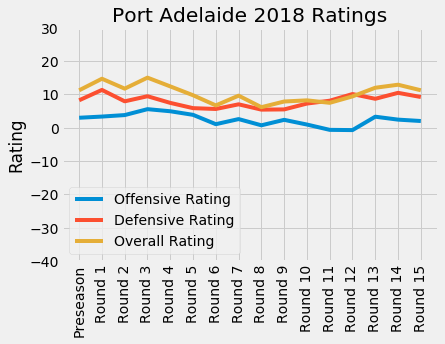 Port Adelaide 2018 Ratings
30
20
10
0
−10
−20
−30
−40
Rating
Offensive Rating
Defensive Rating
Overall Rating
Preseason
Round 1
Round 2
Round 3
Round 4
Round 5
Round 6
Round 7
Round 8
Round 9
Round 10
Round 11
Round 12
Round 13
Round 14
Round 15